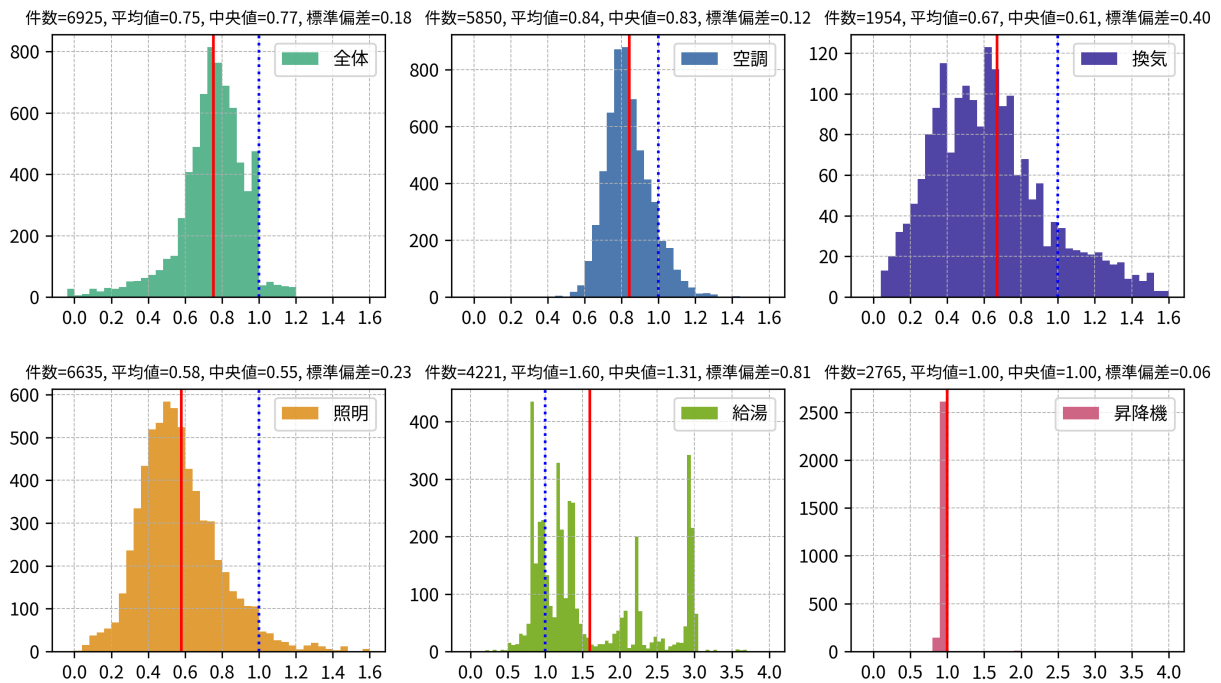 件数=6925, 平均値=0.75, 中央値=0.77, 標準偏差=0.18
800
600
400
200
0
全体
0.0 0.2 0.4 0.6 0.8 1.0 1.2 1.4 1.6
件数=5850, 平均値=0.84, 中央値=0.83, 標準偏差=0.12
800
600
400
200
0
空調
0.0 0.2 0.4 0.6 0.8 1.0 1.2 1.4 1.6
件数=1954, 平均値=0.67, 中央値=0.61, 標準偏差=0.40
120
100
80
60
40
20
0
換気
0.0 0.2 0.4 0.6 0.8 1.0 1.2 1.4 1.6
件数=6635, 平均値=0.58, 中央値=0.55, 標準偏差=0.23
600
500
400
300
200
100
0
照明
0.0 0.2 0.4 0.6 0.8 1.0 1.2 1.4 1.6
件数=4221, 平均値=1.60, 中央値=1.31, 標準偏差=0.81
400
300
200
100
0
給湯
0.0 0.5 1.0 1.5 2.0 2.5 3.0 3.5 4.0
件数=2765, 平均値=1.00, 中央値=1.00, 標準偏差=0.06
2500
2000
1500
1000
500
0
昇降機
0.0 0.5 1.0 1.5 2.0 2.5 3.0 3.5 4.0